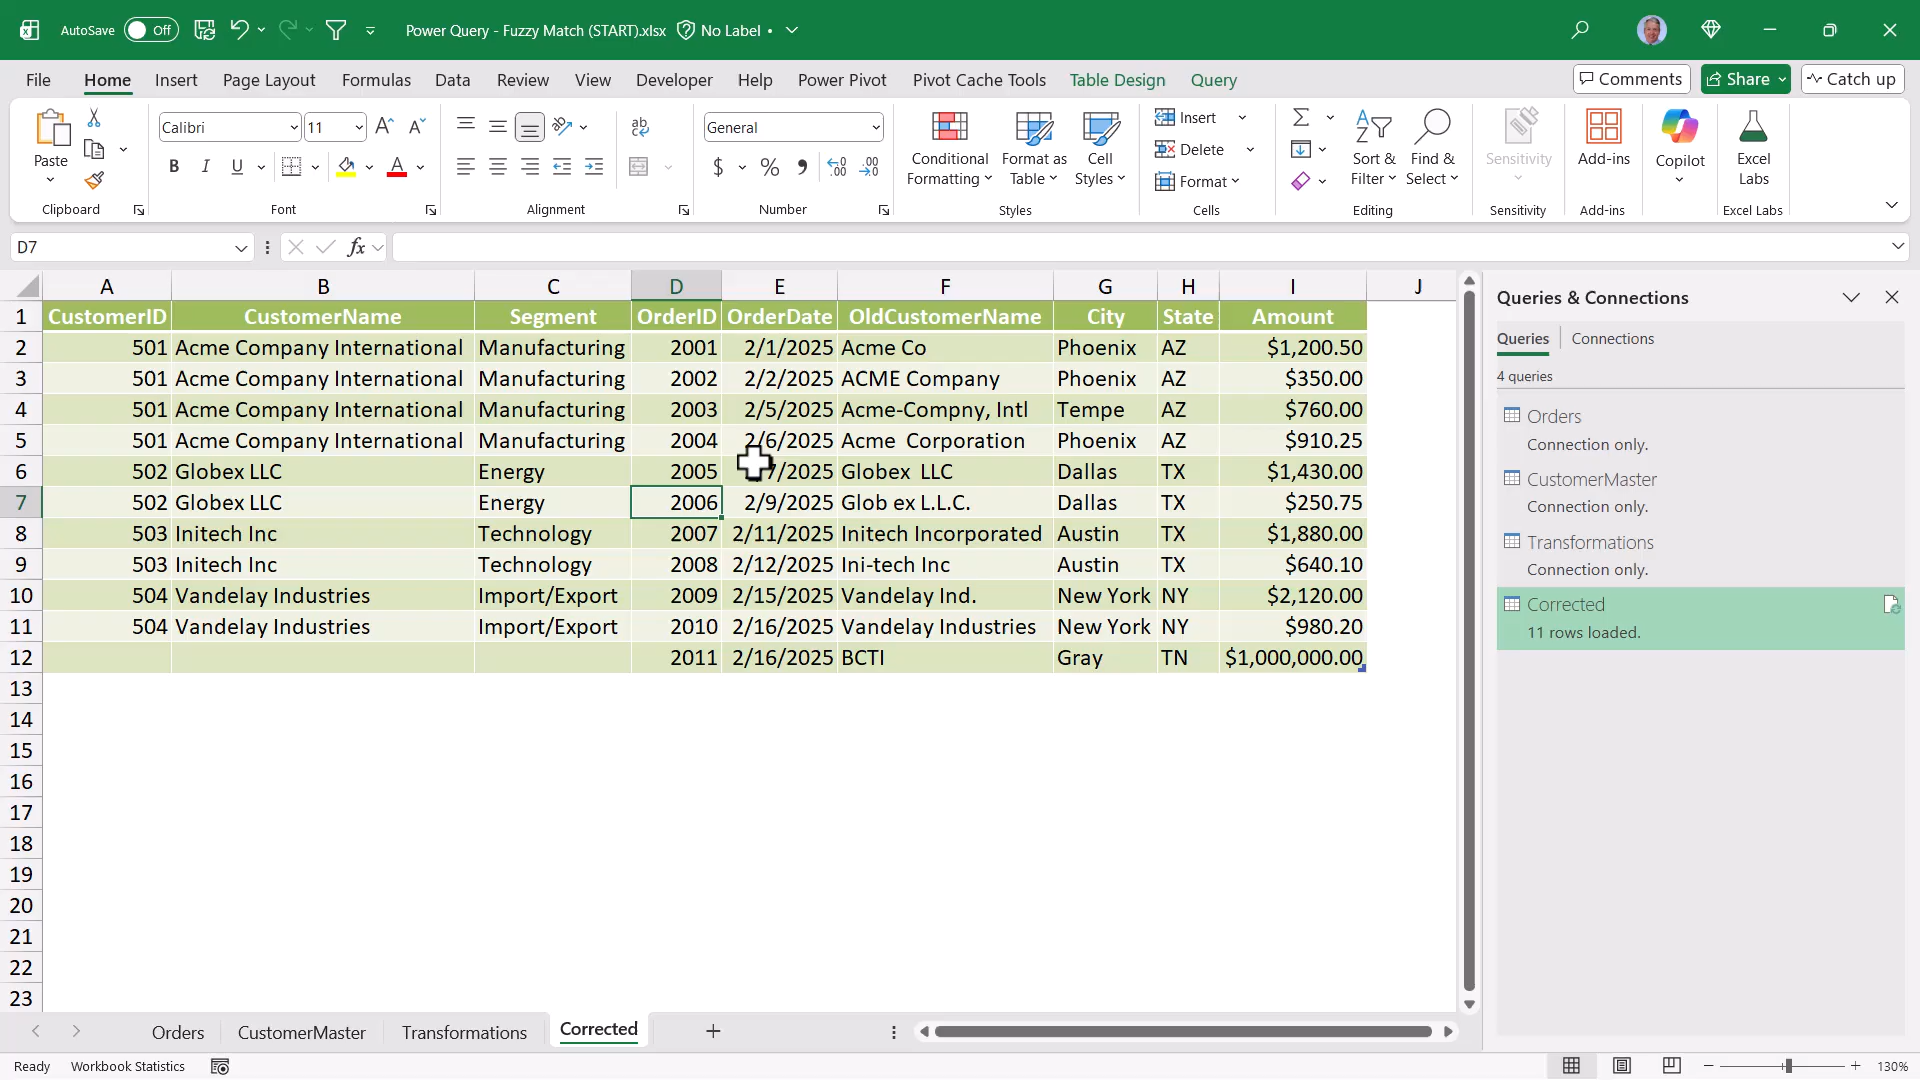 AutoSave Off Power Query - Fuzzy Match (START).xlsx No Label •
File Home Insert Page Layout Formulas Data Review View Developer Help Power Pivot Pivot Cache Tools Table Design Query Comments Share Catch up
Paste
Clipboard
Calibri 11
B I U
Font
ab
Alignment
General
$ % ,
Number
Conditional Formatting
Format as Table
Cell Styles
Styles
Insert
Delete
Format
Cells
Sort & Filter
Find & Select
Editing
Sensitivity
Sensitivity
Add-ins
Add-ins
Copilot
Excel Labs
Excel Labs
D7 fx
A B C D E F G H I J
1 CustomerID CustomerName Segment OrderID OrderDate OldCustomerName City State Amount
2 501 Acme Company International Manufacturing 2001 2/1/2025 Acme Co Phoenix AZ $1,200.50
3 501 Acme Company International Manufacturing 2002 2/2/2025 ACME Company Phoenix AZ $350.00
4 501 Acme Company International Manufacturing 2003 2/5/2025 Acme-Compny, Intl Tempe AZ $760.00
5 501 Acme Company International Manufacturing 2004 2/6/2025 Acme  Corporation Phoenix AZ $910.25
6 502 Globex LLC Energy 2005 7/2025 Globex  LLC Dallas TX $1,430.00
7 502 Globex LLC Energy 2006 2/9/2025 Glob ex L.L.C. Dallas TX $250.75
8 503 Initech Inc Technology 2007 2/11/2025 Initech Incorporated Austin TX $1,880.00
9 503 Initech Inc Technology 2008 2/12/2025 Ini-tech Inc Austin TX $640.10
10 504 Vandelay Industries Import/Export 2009 2/15/2025 Vandelay Ind. New York NY $2,120.00
11 504 Vandelay Industries Import/Export 2010 2/16/2025 Vandelay Industries New York NY $980.20
12 2011 2/16/2025 BCTI Gray TN $1,000,000.00
13
14
15
16
17
18
19
20
21
22
23
Queries & Connections
Queries Connections
4 queries
Orders
Connection only.
CustomerMaster
Connection only.
Transformations
Connection only.
Corrected
11 rows loaded.
Orders CustomerMaster Transformations Corrected
Ready Workbook Statistics 130%